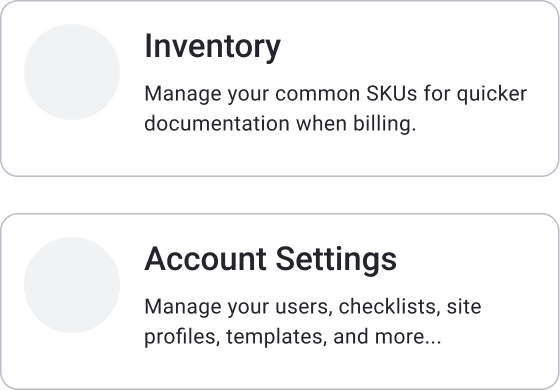 Inventory
Manage your common SKUs for quicker
documentation when billing.
Account Settings
Manage your users, checklists, site
profiles, templates, and more...